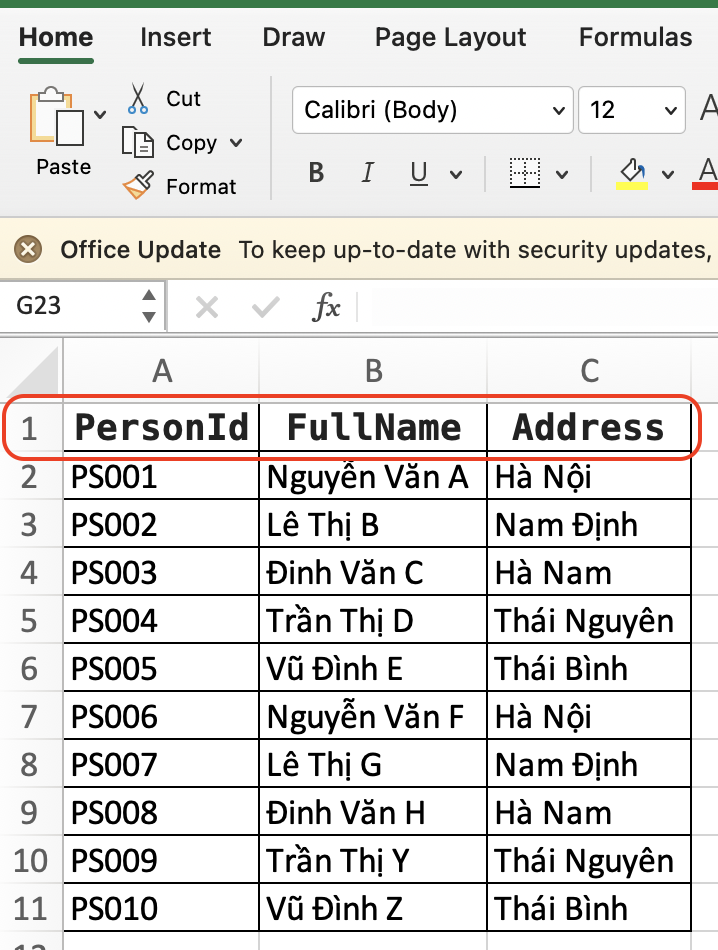 Home Insert Draw Page Layout Formulas
Paste
Cut
Copy
Format
Calibri (Body) 12
B I U
Office Update To keep up-to-date with security updates,
G23 fx
A B C
1 PersonId FullName Address
2 PS001 Nguyễn Văn A Hà Nội
3 PS002 Lê Thị B Nam Định
4 PS003 Đinh Văn C Hà Nam
5 PS004 Trần Thị D Thái Nguyên
6 PS005 Vũ Đình E Thái Bình
7 PS006 Nguyễn Văn F Hà Nội
8 PS007 Lê Thị G Nam Định
9 PS008 Đinh Văn H Hà Nam
10 PS009 Trần Thị Y Thái Nguyên
11 PS010 Vũ Đình Z Thái Bình